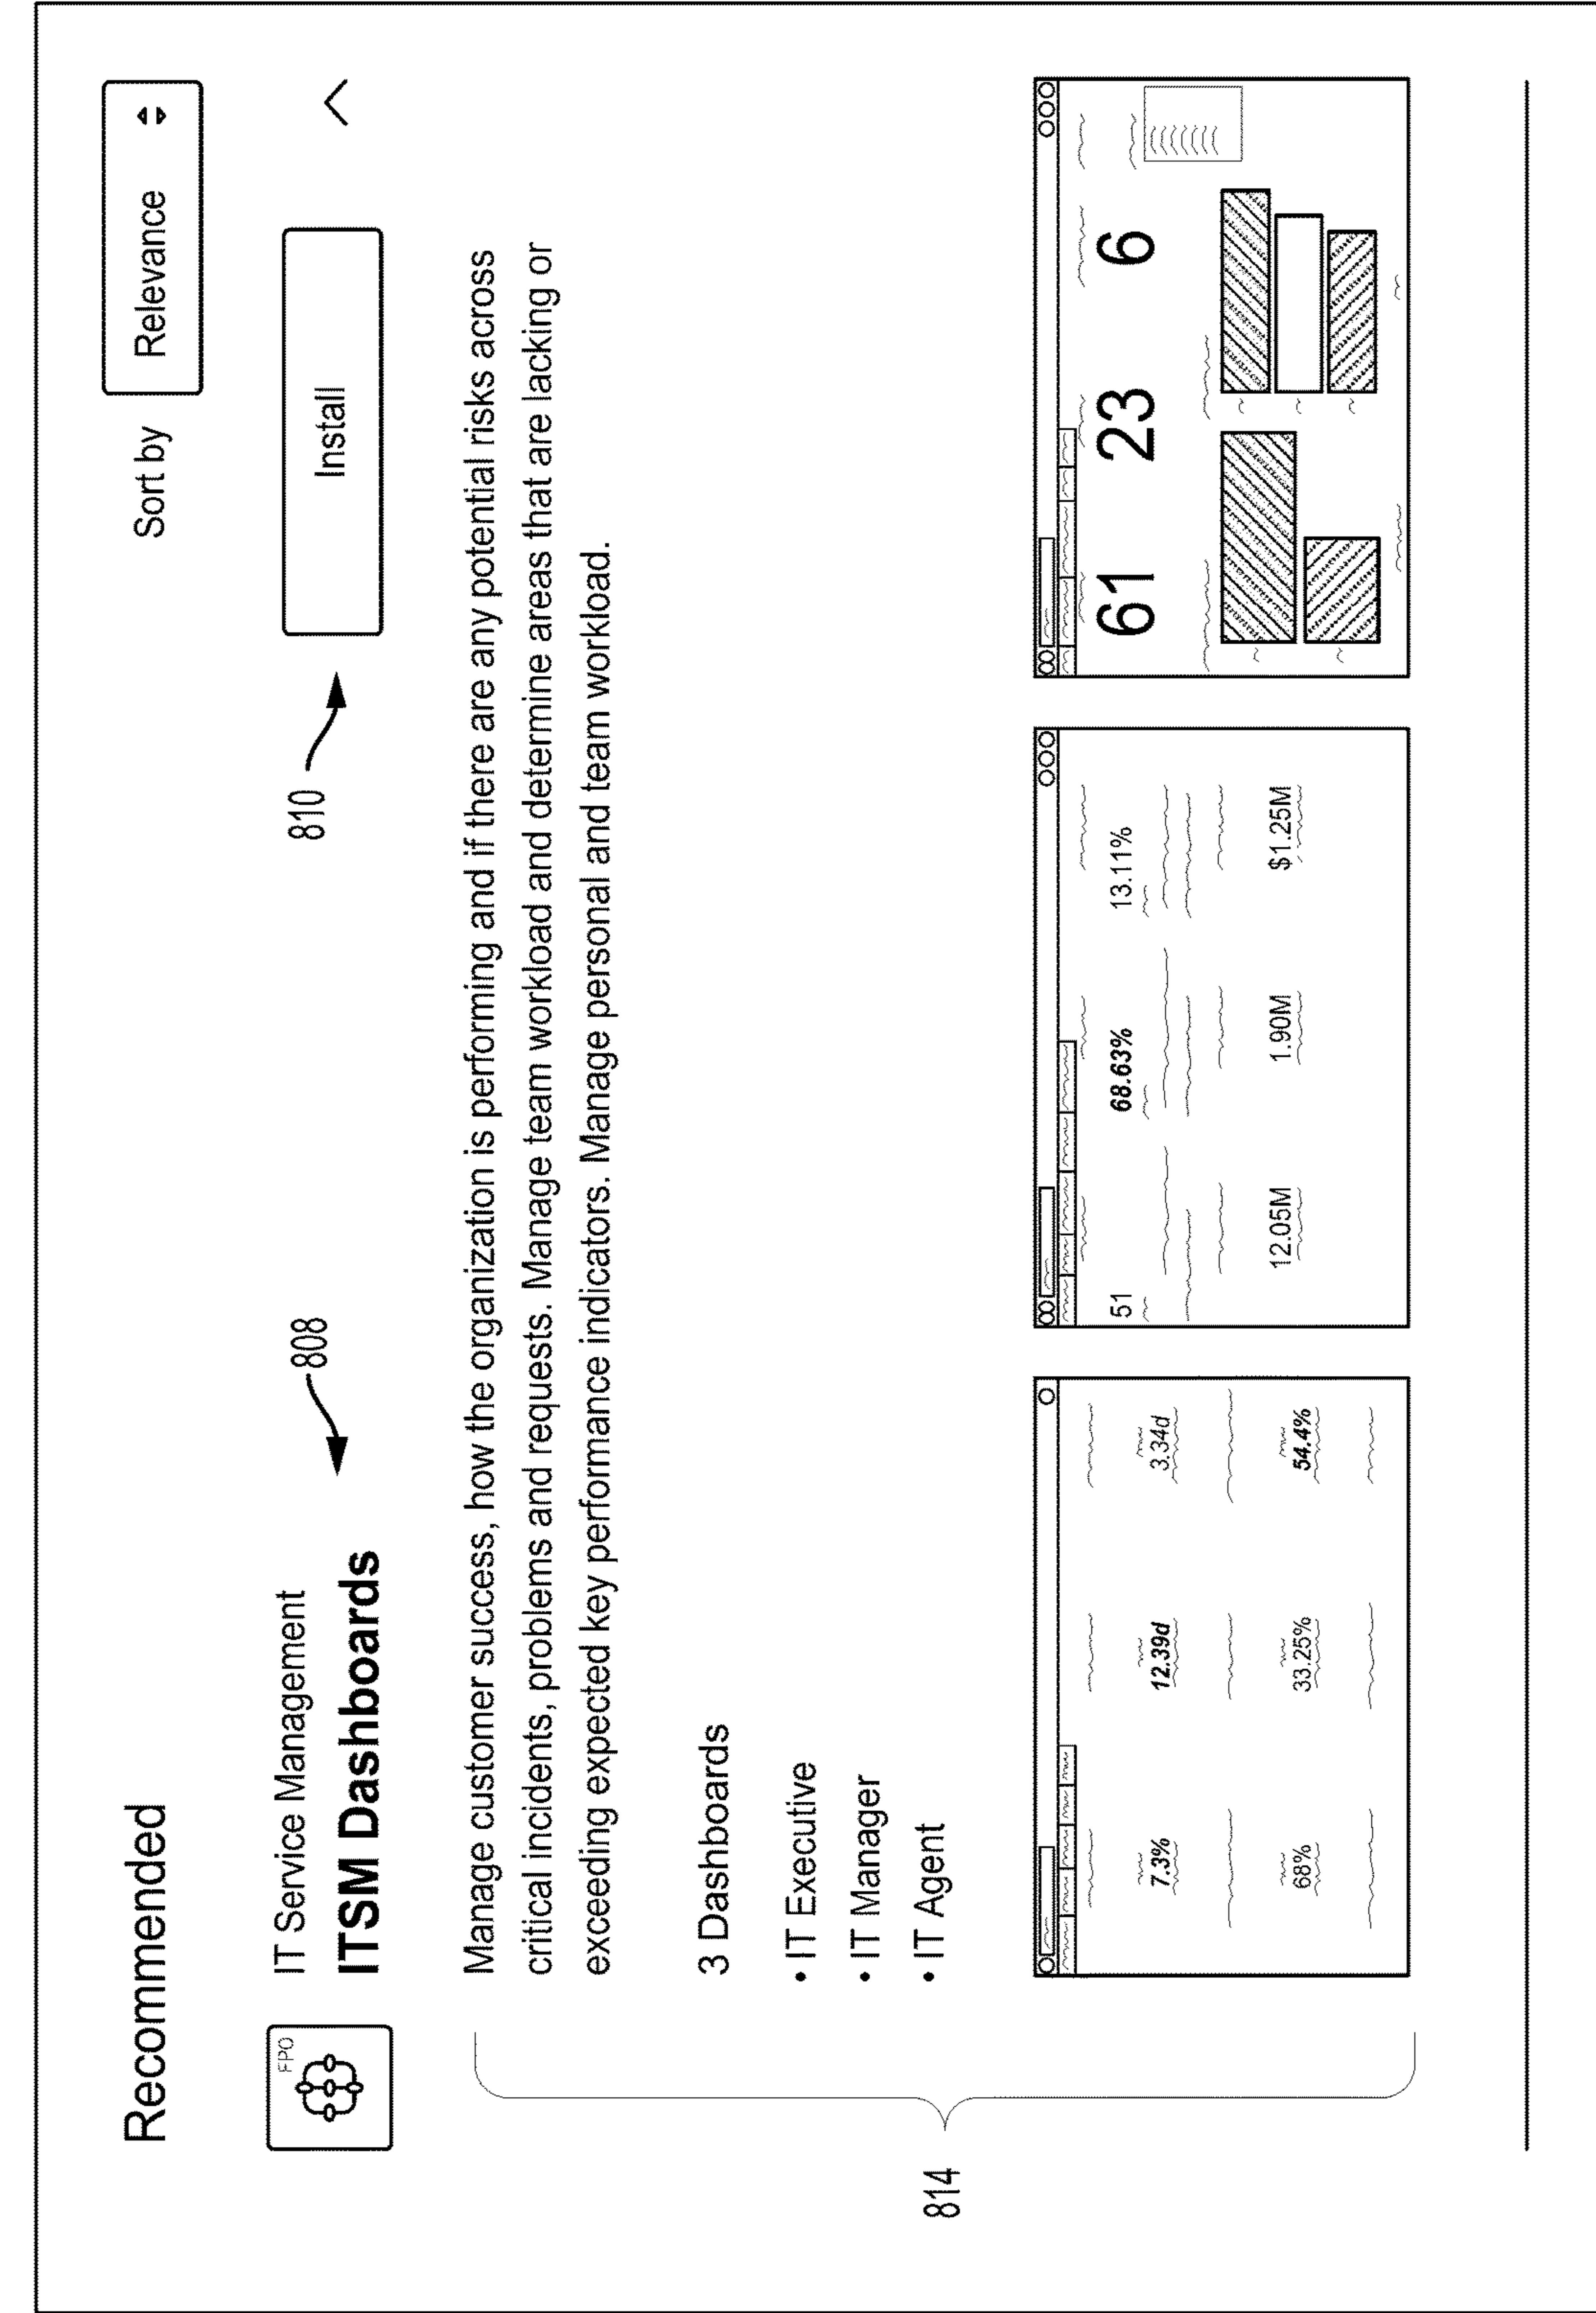 Recommended
Sort by
Relevance
FPO
IT Service Management
ITSM Dashboards
808
810
Install
Manage customer success, how the organization is performing and if there are any potential risks across
critical incidents, problems and requests. Manage team workload and determine areas that are lacking or
exceeding expected key performance indicators. Manage personal and team workload.
3 Dashboards
• IT Executive
• IT Manager
• IT Agent
814
7.3% 12.39d 3.34d
68% 33.25% 54.4%
51 68.63% 13.11%
12.05M 1.90M $1.25M
61 23 6